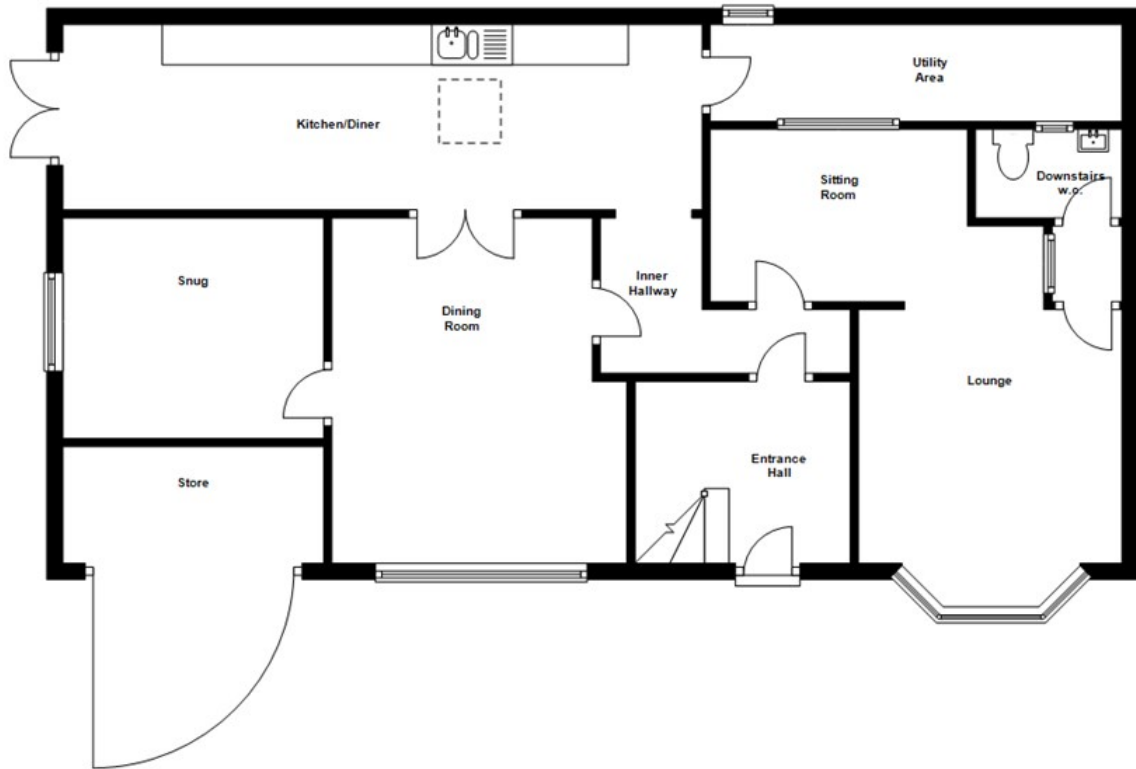 Utility
Area
Kitchen/Diner
Sitting
Room
Downstairs
w.c.
Snug
Inner
Hallway
Dining
Room
Lounge
Entrance
Hall
Store